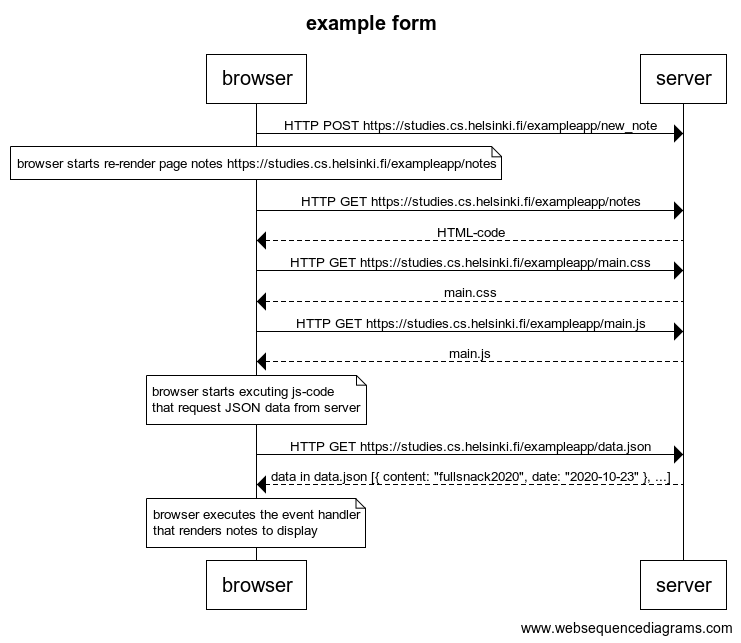 example form
browser
server
HTTP POST https://studies.cs.helsinki.fi/exampleapp/new_note
browser starts re-render page notes https://studies.cs.helsinki.fi/exampleapp/notes
HTTP GET https://studies.cs.helsinki.fi/exampleapp/notes
HTML-code
HTTP GET https://studies.cs.helsinki.fi/exampleapp/main.css
main.css
HTTP GET https://studies.cs.helsinki.fi/exampleapp/main.js
main.js
browser starts excuting js-code
that request JSON data from server
HTTP GET https://studies.cs.helsinki.fi/exampleapp/data.json
data in data.json [{ content: "fullsnack2020", date: "2020-10-23" }, ...]
browser executes the event handler
that renders notes to display
browser
server
www.websequencediagrams.com